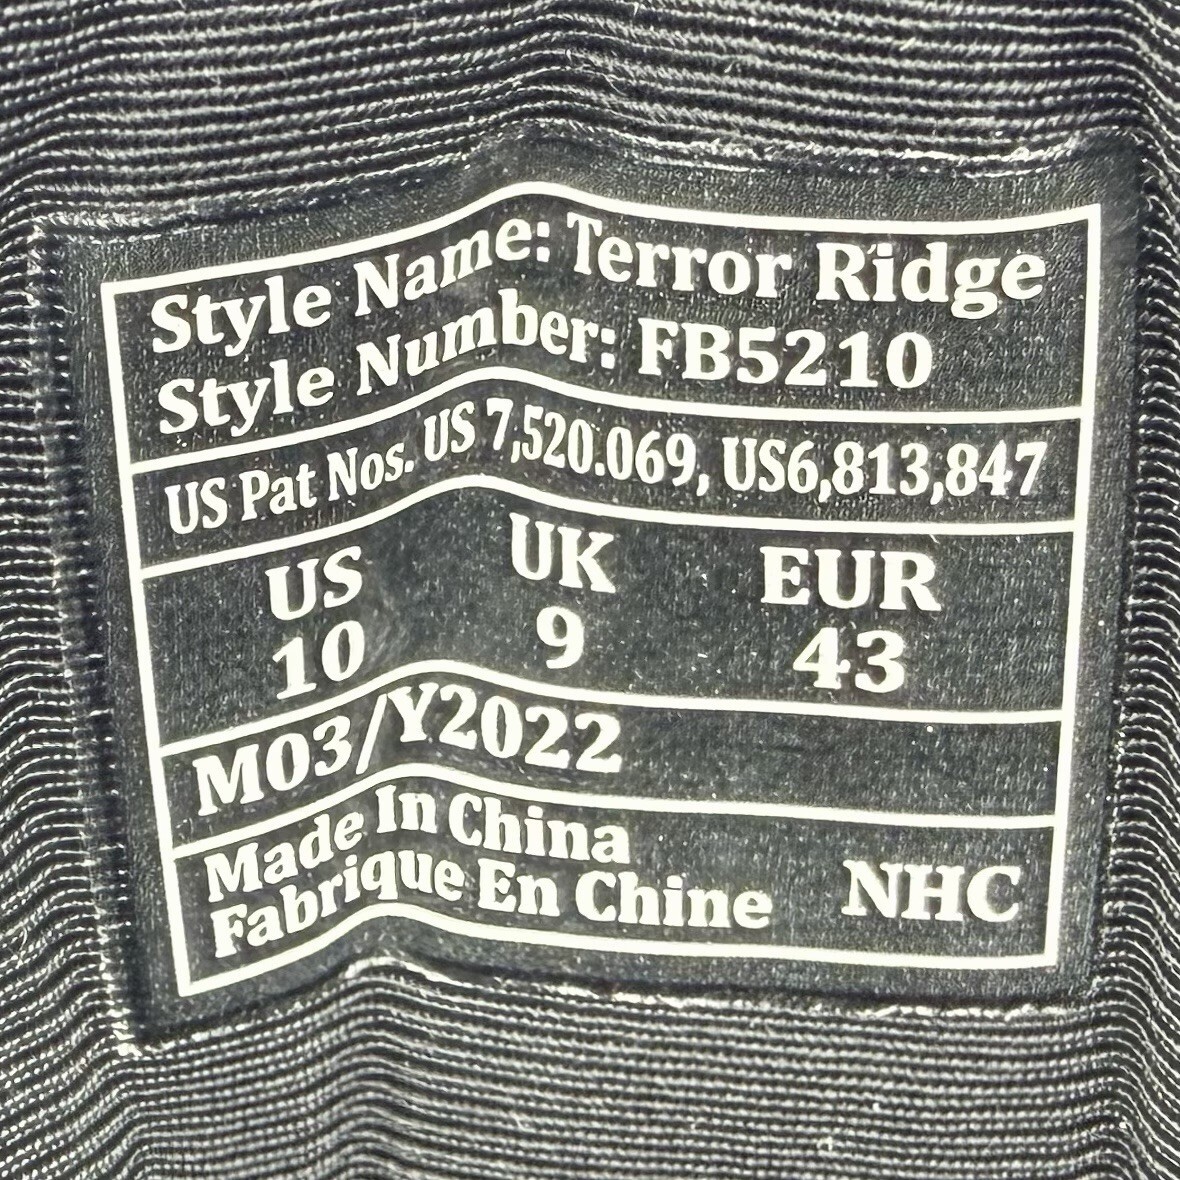 Style Name: Terror Ridge
Style Number: FB5210
US Pat Nos. US 7,520.069, US6,813,847
US UK EUR
10 9 43
M03/Y2022
Made In China
Fabrique En Chine NHC